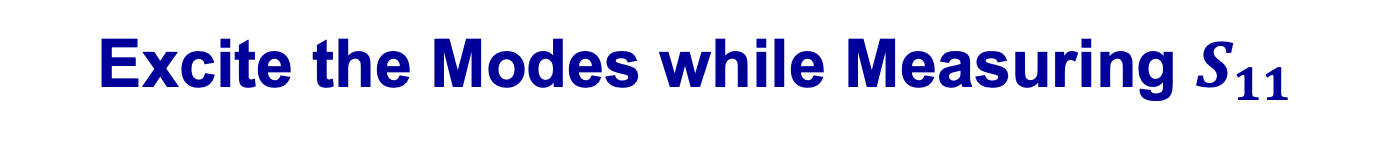 Excite the Modes while Measuring S₁₁